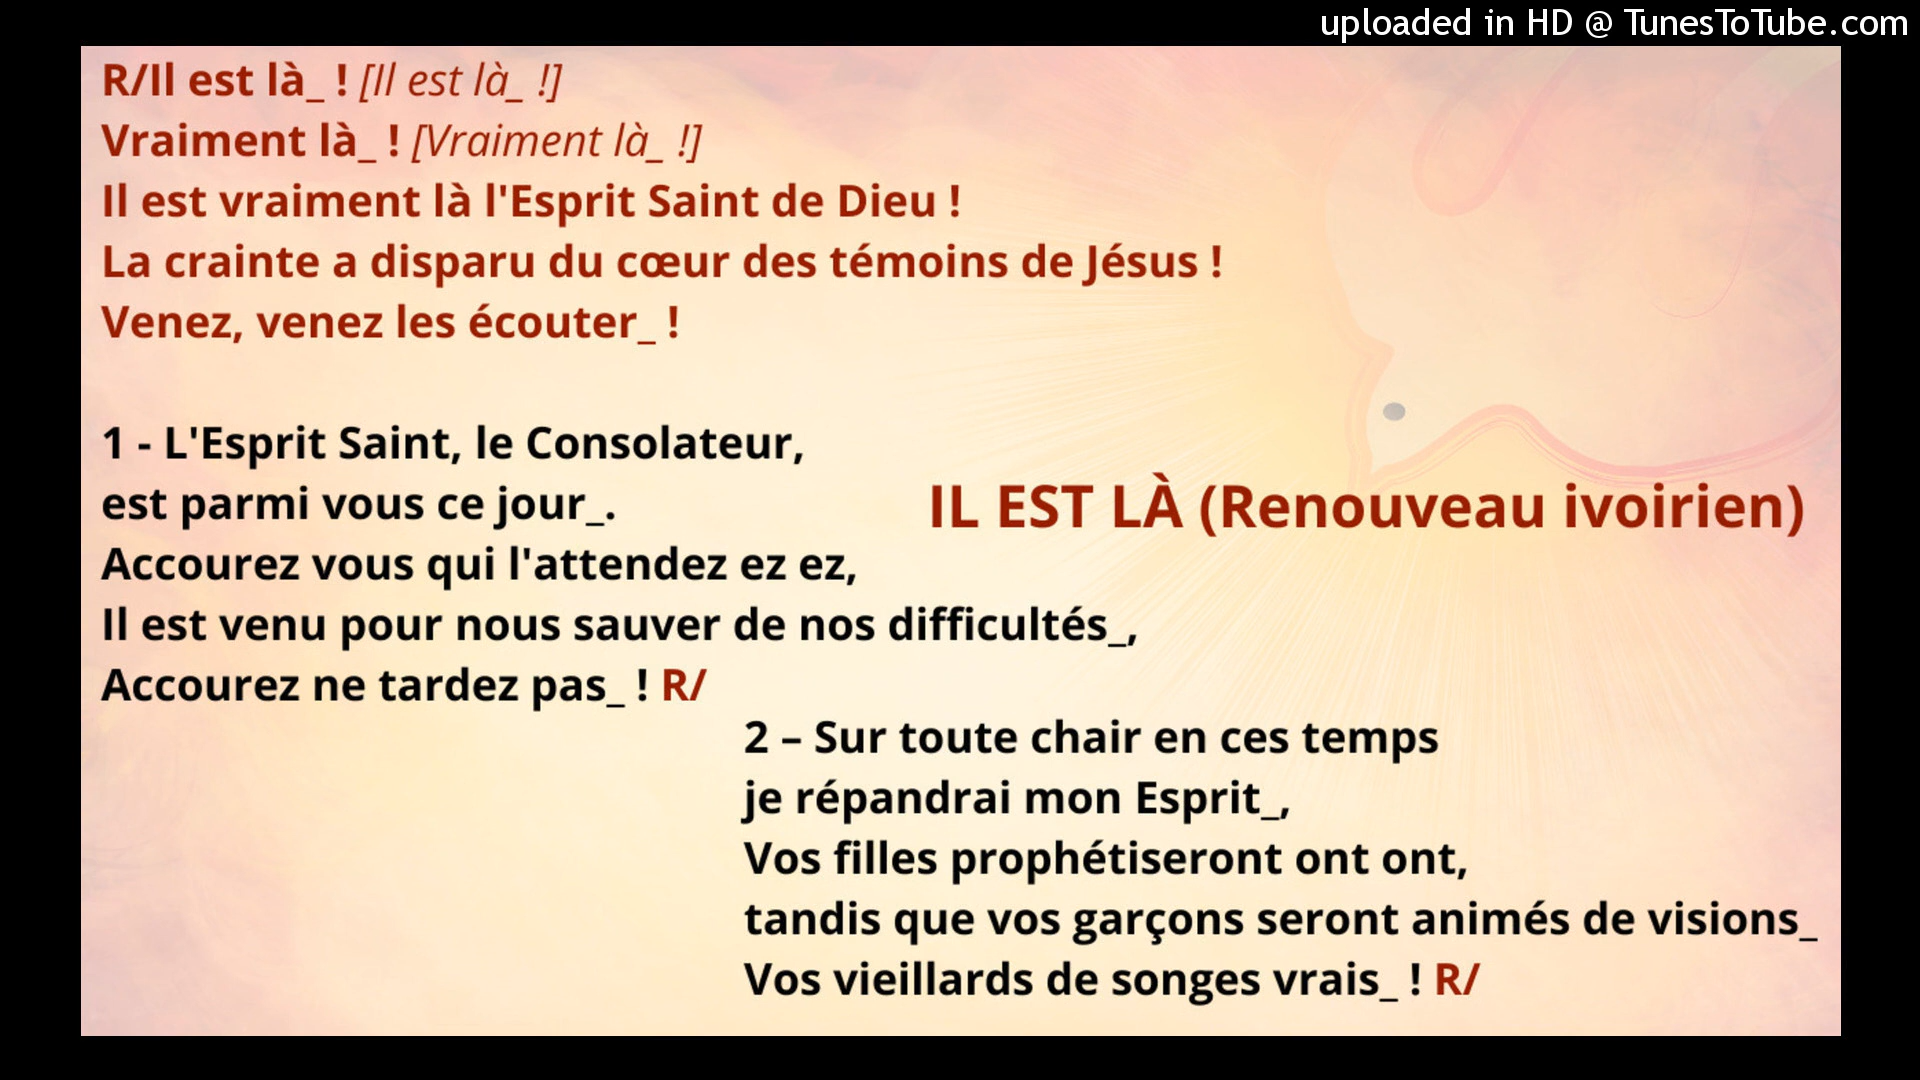 uploaded in HD @ TunesToTube.com
R/Il est là_ ! [Il est là_ !]
Vraiment là_ ! [Vraiment là_ !]
Il est vraiment là l'Esprit Saint de Dieu !
La crainte a disparu du cœur des témoins de Jésus !
Venez, venez les écouter_ !
1 - L'Esprit Saint, le Consolateur,
est parmi vous ce jour_.
Accourez vous qui l'attendez ez ez,
Il est venu pour nous sauver de nos difficultés_,
Accourez ne tardez pas_ ! R/
IL EST LÀ (Renouveau ivoirien)
2 – Sur toute chair en ces temps
je répandrai mon Esprit_,
Vos filles prophétiseront ont ont,
tandis que vos garçons seront animés de visions_
Vos vieillards de songes vrais_ ! R/